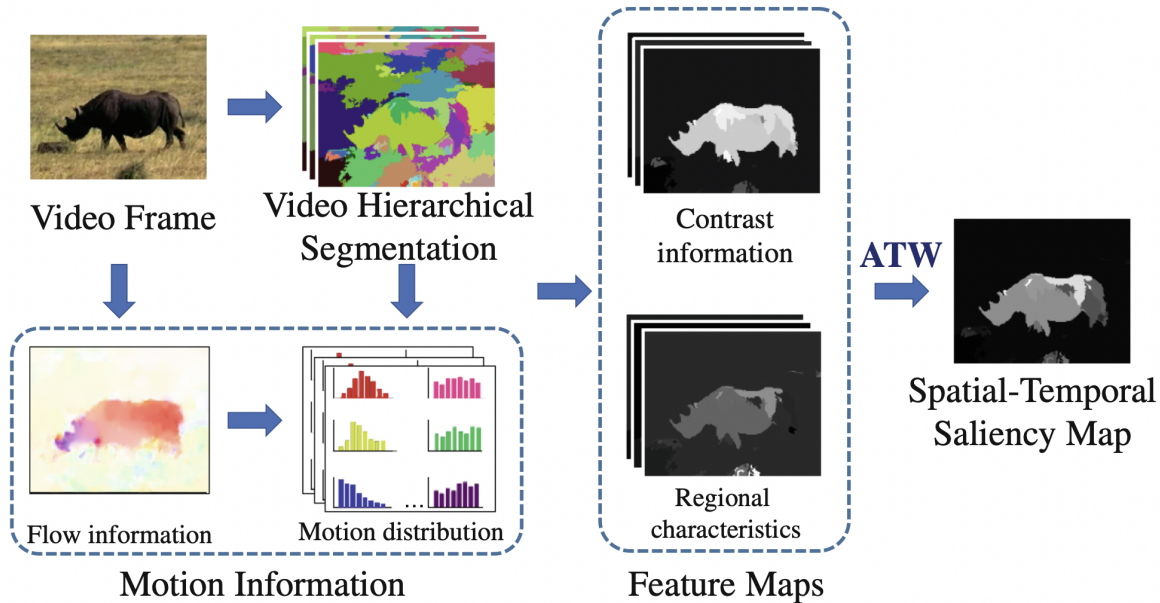 Video Frame
Video Hierarchical
Segmentation
Flow information
...
Motion distribution
Motion Information
Contrast
information
Regional
characteristics
Feature Maps
ATW
Spatial-Temporal
Saliency Map